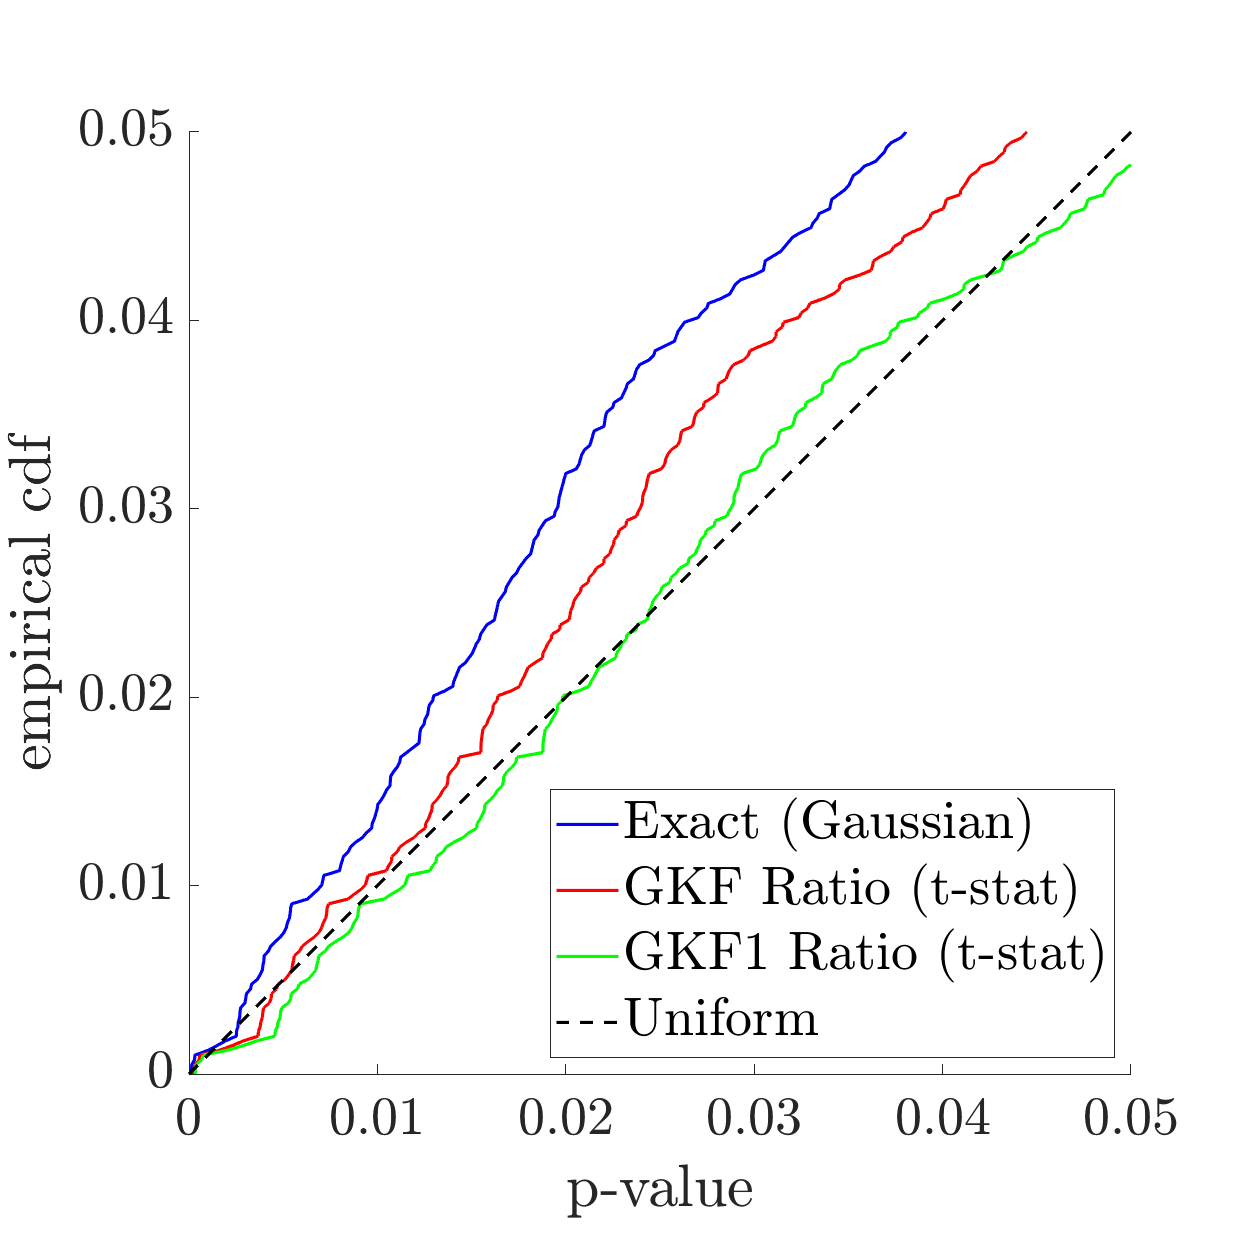 0.05
0.04
0.03
0.02
0.01
0
empirical cdf
Exact (Gaussian)
GKF Ratio (t-stat)
GKF1 Ratio (t-stat)
Uniform
0 0.01 0.02 0.03 0.04 0.05
p-value